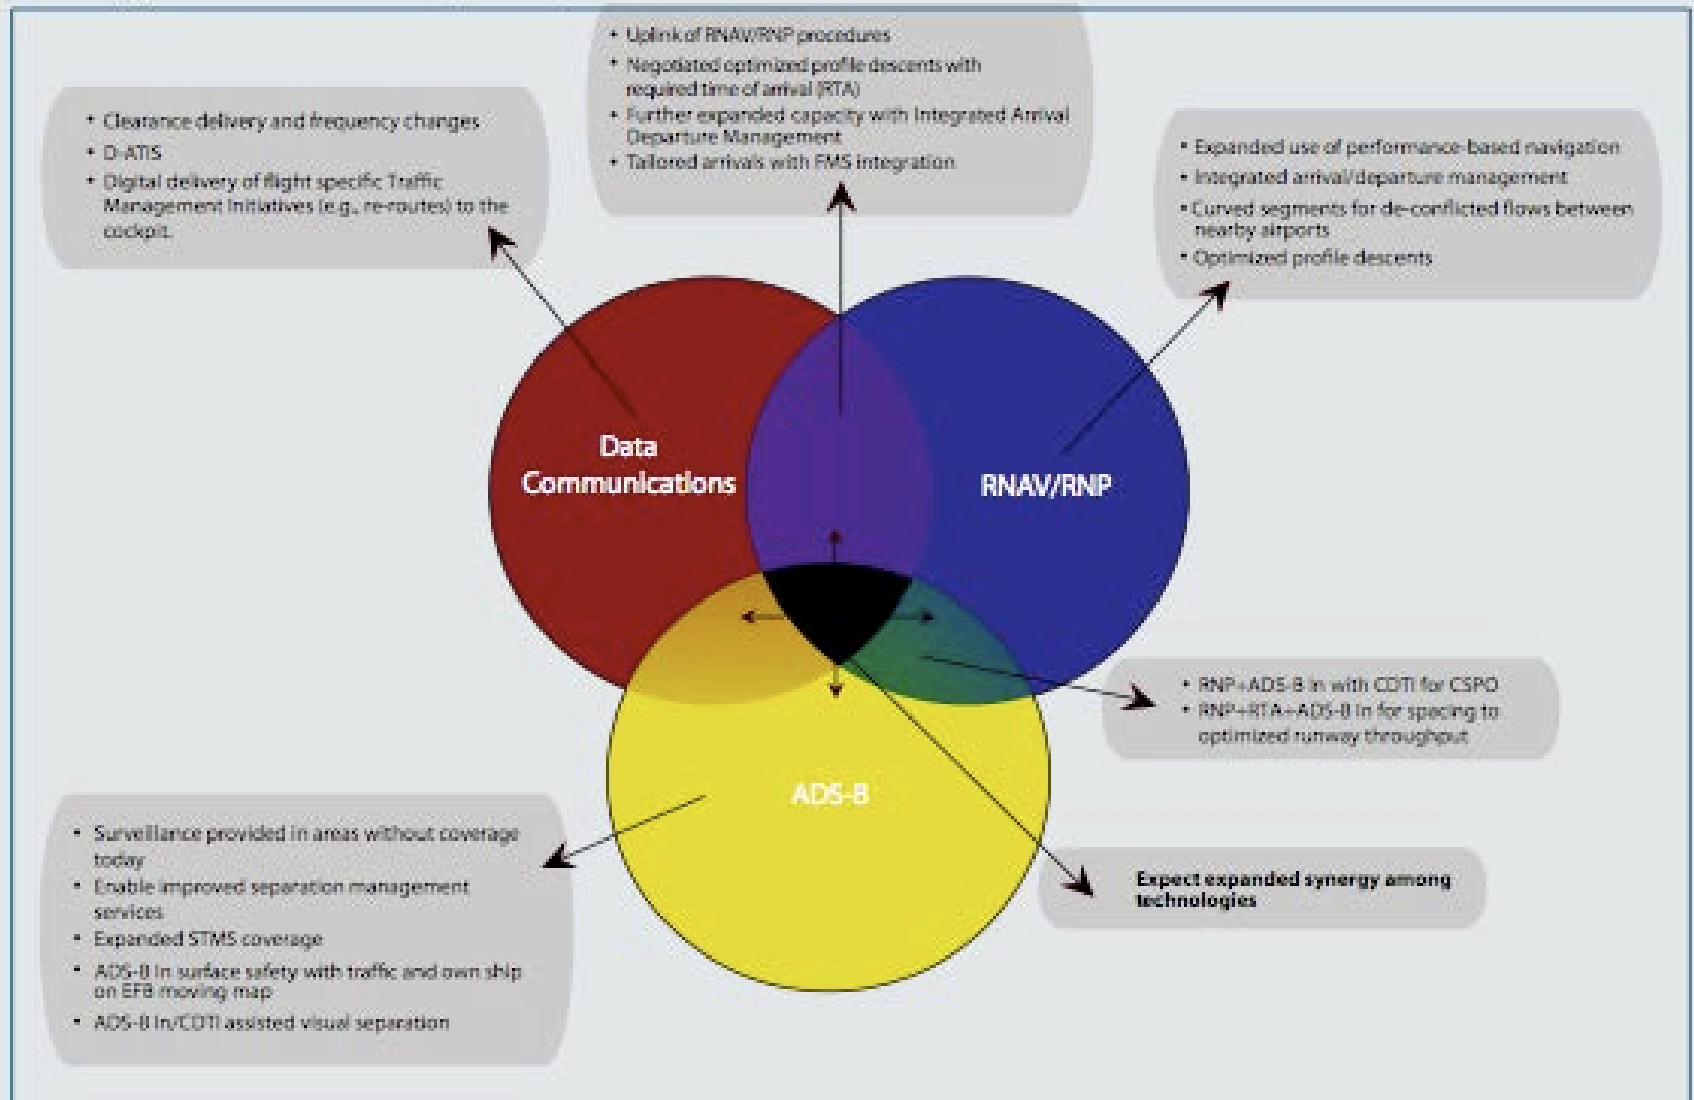 • Uplink of RNAV/RNP procedures
• Negotiated optimized profile descents with
required time of arrival (RTA)
• Further expanded capacity with Integrated Arrival
Departure Management
• Tailored arrivals with FMS integration
• Clearance delivery and frequency changes
• D-ATIS
• Digital delivery of flight specific Traffic
Management Initiatives (e.g., re-routes) to the
cockpit.
• Expanded use of performance-based navigation
• Integrated arrival/departure management
• Curved segments for de-conflicted flows between
nearby airports
• Optimized profile descents
Data
Communications
RNAV/RNP
• RNP+ADS-B In with CDTI for CSPO
• RNP+RTA+ADS-B In for spacing to
optimized runway throughput
ADS-B
• Surveillance provided in areas without coverage
today
• Enable improved separation management
services
• Expanded STMS coverage
• ADS-B In surface safety with traffic and own ship
on EFB moving map
• ADS-B In/CDTI assisted visual separation
Expect expanded synergy among
technologies